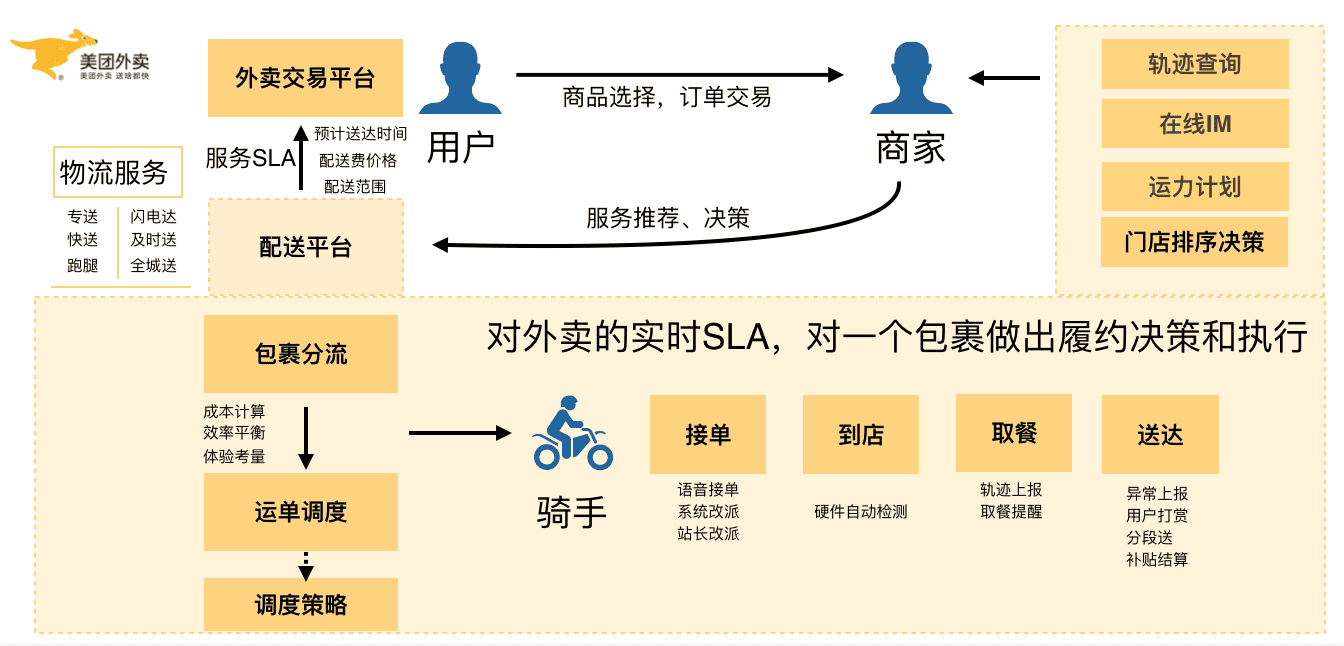 美团外卖
美团外卖 送啥都快
外卖交易平台
服务SLA
预计送达时间
配送费价格
配送范围
物流服务
专送
快送
跑腿
闪电达
及时送
全城送
配送平台
用户
商品选择，订单交易
商家
服务推荐、决策
轨迹查询
在线IM
运力计划
门店排序决策
对外卖的实时SLA，对一个包裹做出履约决策和执行
包裹分流
成本计算
效率平衡
体验考量
运单调度
调度策略
骑手
接单
语音接单
系统改派
站长改派
到店
硬件自动检测
取餐
轨迹上报
取餐提醒
送达
异常上报
用户打赏
分段送
补贴结算